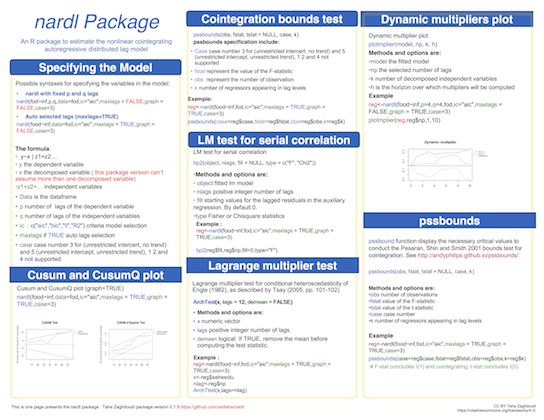 nardl Package
An R package to estimate the nonlinear cointegrating
autoregressive distributed lag model
Specifying the Model
Possible syntaxes for specifying the variables in the model:
• nardl with fixed p and q lags
nardl(food~inf,p,q,data=fod,ic="aic",maxlags = FALSE,graph =
FALSE,case=3)
• Auto selected lags (maxlags=TRUE)
nardl(food~inf,data=fod,ic="aic",maxlags = TRUE,graph =
FALSE,case=3)
The formula
• y~x | z1+z2....
• y the dependent variable
• x the decomposed variable ( this package version can't
assume more than one decomposed variable)
•z1+z2+... independent variables
• Data is the dataframe
• p number of lags of the dependent variables
• q number of lags of the independent variables
• ic : c("aic","bic","ll","R2") criteria model selection
• maxlags if TRUE auto lags selection
• case case number 3 for (unrestricted intercert, no trend)
and 5 (unrestricted intercept, unrestricted trend), 1 2 and
4 not supported
Cusum and CusumQ plot
Cusum and CusumQ plot (graph=TRUE)
nardl(food~inf,data=fod,ic="aic",maxlags = TRUE,graph =
TRUE,case=3)
CUSUM Test
CUSUM of Squares Test
Cointegration bounds test
pssbounds(obs, fstat, tstat = NULL, case, k)
pssbounds specification include:
• Case case number 3 for (unrestricted intercert, no trend) and 5
(unrestricted intercept, unrestricted trend), 1 2 and 4 not
supported
• fstat represent the value of the F-statistic
• obs represent the number of observation
• k number of regressors appearing in lag levels
Example:
reg<-nardl(food~inf,fod,ic="aic",maxlags = TRUE,graph =
TRUE,case=3)
pssbounds(case=reg$case,fstat=reg$fstat,obs=reg$obs,k=reg$k)
LM test for serial correlation
LM test for serial correlation
bp2(object, nlags, fill = NULL, type = c("F", "Chi2"))
•Methods and options are:
• object fitted lm model
• nlags positive integer number of lags
• fill starting values for the lagged residuals in the auxiliary
regression. By default 0.
•type Fisher or Chisquare statistics
Example :
reg<-nardl(food~inf,fod,ic="aic",maxlags = TRUE,graph =
TRUE,case=3)
bp2(reg$fit,reg$np,fill=0,type="F")
Lagrange multiplier test
Lagrange multiplier test for conditional heteroscedasticity of
Engle (1982), as described by Tsay (2005, pp. 101-102)
ArchTest(x, lags = 12, demean = FALSE)
• Methods and options are:
• x numeric vector
• lags positive integer number of lags.
• demean logical: If TRUE, remove the mean before
computing the test statistic.
Example :
reg<-nardl(food~inf,fod,ic="aic",maxlags = TRUE,graph =
TRUE,case=3)
x<-reg$selresidu
nlag<-reg$np
ArchTest(x,lags=nlag)
Dynamic multipliers plot
Dynamic multiplier plot
plotmplier(model, np, k, h)
Methods and options are:
•model the fitted model
•np the selected number of lags
•k number of decomposed independent variables
•h is the horizon over which multipliers will be computed
Example
reg<-nardl(food~inf,p=4,q=4,fod,ic="aic",maxlags =
FALSE,graph = TRUE,case=3)
plotmplier(reg,reg$np,1,10)
Dynamic multiplier
pssbounds
pssbound function display the necessary critical values to
conduct the Pesaran, Shin and Smith 2001 bounds test for
cointegration. See http://andyphilips.github.io/pssbounds/.
pssbounds(obs, fstat, tstat = NULL, case, k)
Methods and options are:
•obs number of observations
•fstat value of the F-statistic
•tstat value of the t-statistic
•case case number
•k number of regressors appearing in lag levels
Example
reg<-nardl(food~inf,fod,ic="aic",maxlags = TRUE,graph =
TRUE,case=3)
pssbounds(case=reg$case,fstat=reg$fstat,obs=reg$obs,k=reg$k)
# F-stat concludes I(1) and cointegrating, t-stat concludes I(0).
This is one page presents the nardl package. Taha Zaghdoudi package version 0.1.5 https://github.com/zedtaha/nardl
CC BY Taha Zaghdoudi